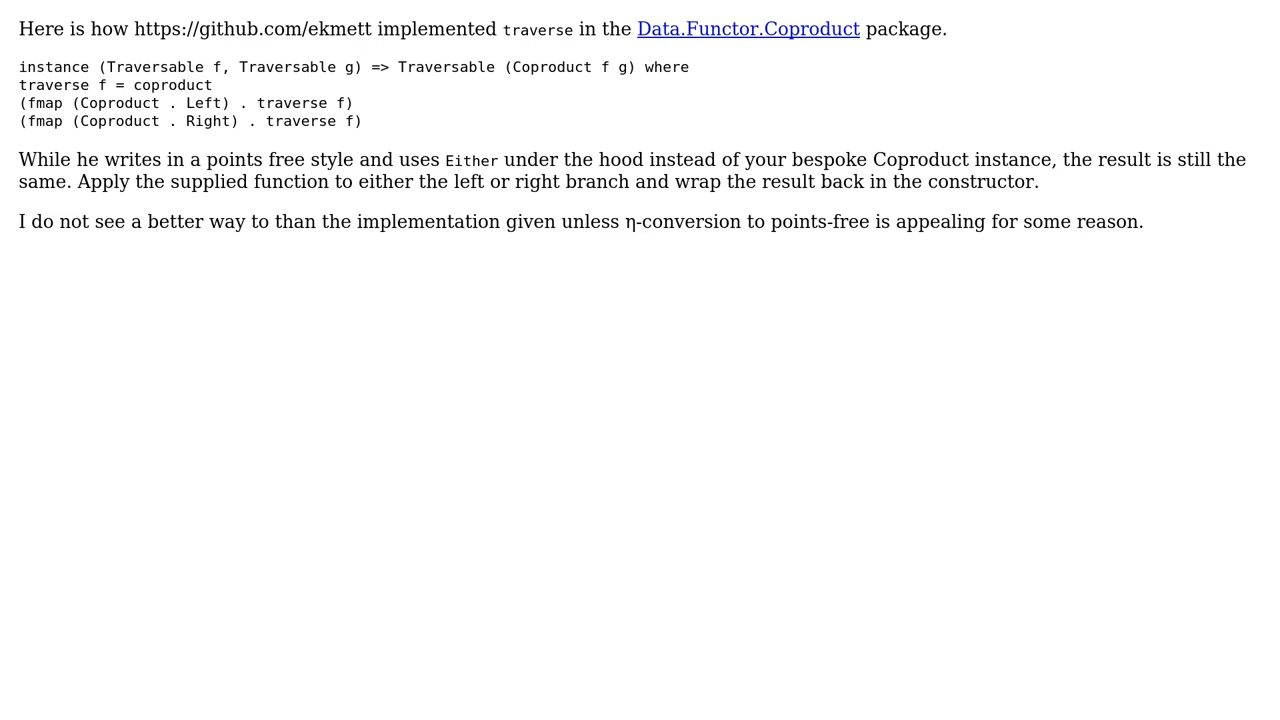 Here is how https://github.com/ekmett implemented traverse in the Data.Functor.Coproduct package.
instance (Traversable f, Traversable g) => Traversable (Coproduct f g) where
traverse f = coproduct
(fmap (Coproduct . Left) . traverse f)
(fmap (Coproduct . Right) . traverse f)
While he writes in a points free style and uses Either under the hood instead of your bespoke Coproduct instance, the result is still the
same. Apply the supplied function to either the left or right branch and wrap the result back in the constructor.
I do not see a better way to than the implementation given unless η-conversion to points-free is appealing for some reason.